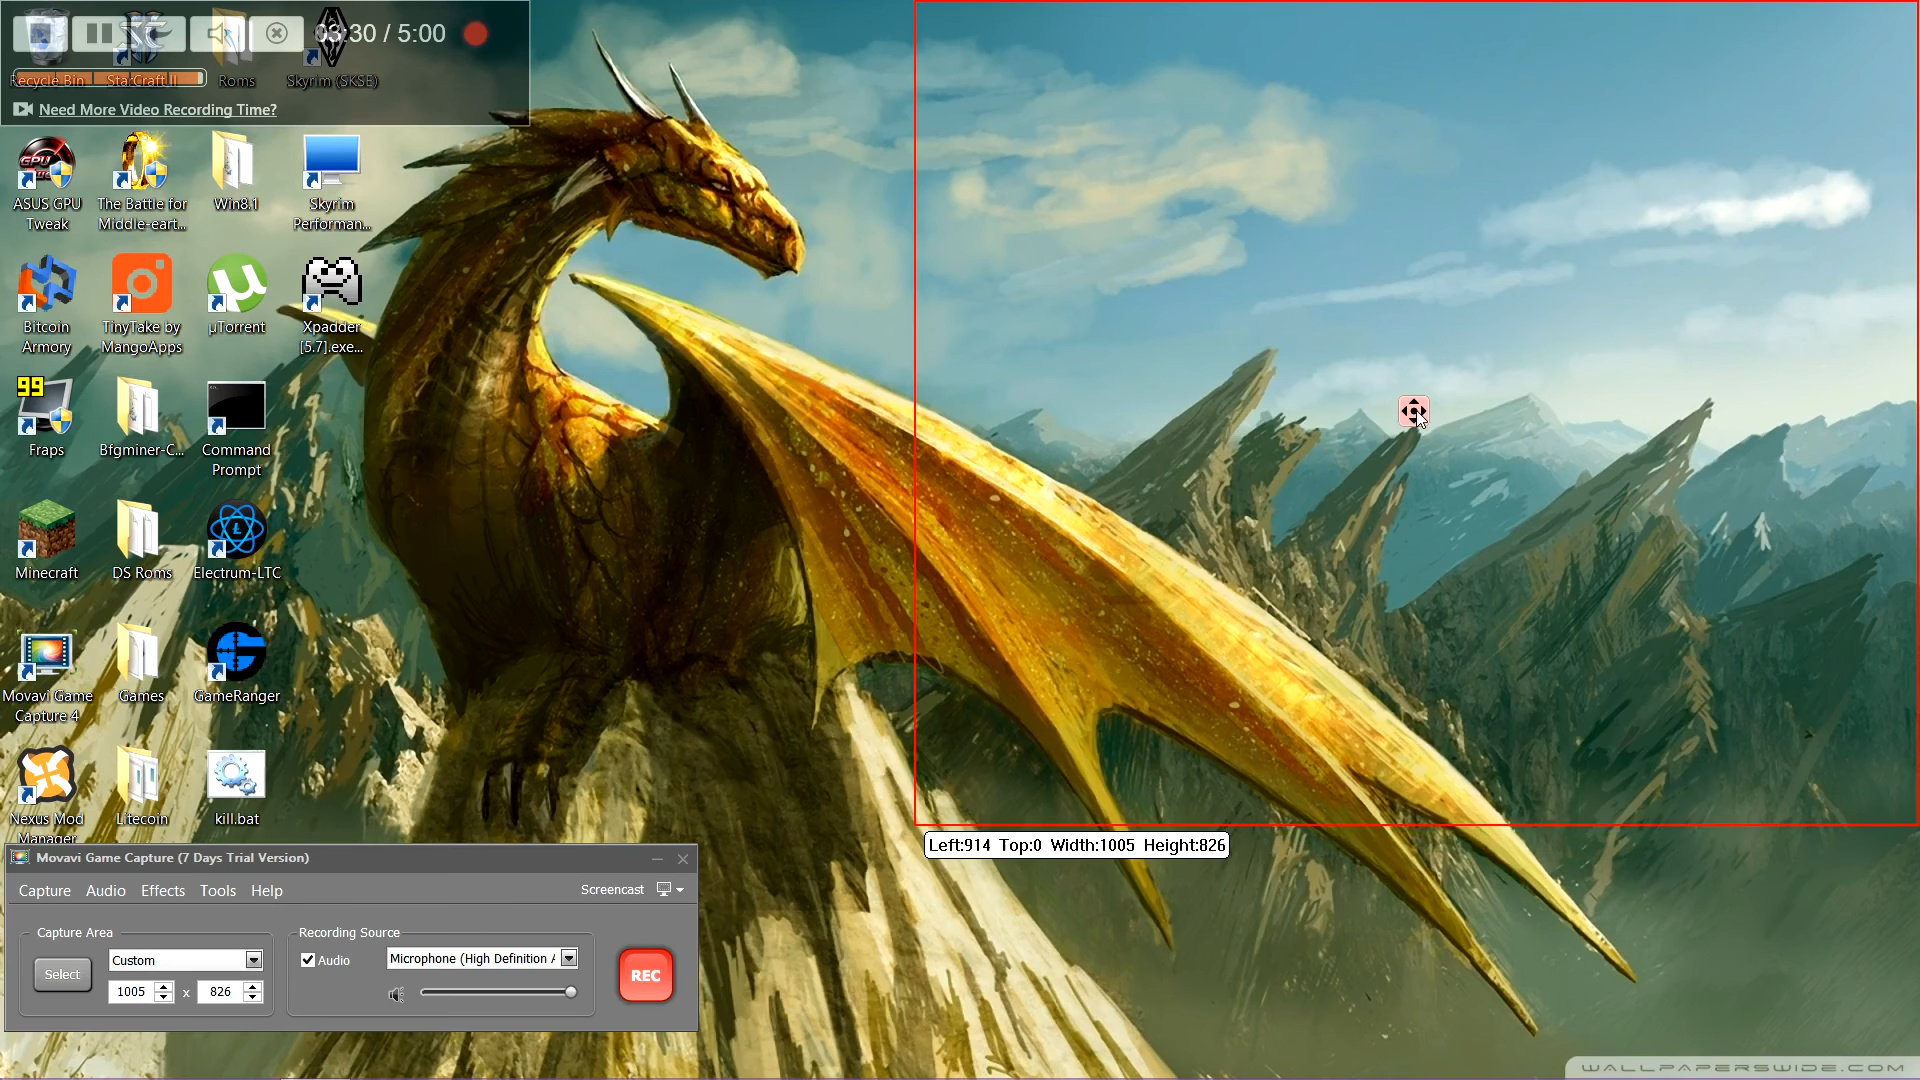 03:30 / 5:00
Recycle Bin
StarCraft II
Roms
Skyrim (SKSE)
Need More Video Recording Time?
GPU
ASUS GPU
Tweak
The Battle for
Middle-eart...
Win8.1
Skyrim
Performan...
Bitcoin
Armory
TinyTake by
MangoApps
µTorrent
Xpadder
[5.7].exe...
99
Fraps
Bfgminer-C...
Command
Prompt
Minecraft
DS Roms
Electrum-LTC
Movavi Game
Capture 4
Games
GameRanger
Nexus Mod
Manager
Litecoin
kill.bat
Left:914 Top:0 Width:1005 Height:826
Movavi Game Capture (7 Days Trial Version)
Capture Audio Effects Tools Help
Screencast
Capture Area
Select
Custom
1005 x 826
Recording Source
Audio
Microphone (High Definition A
REC
WALLPAPERSWIDE.COM